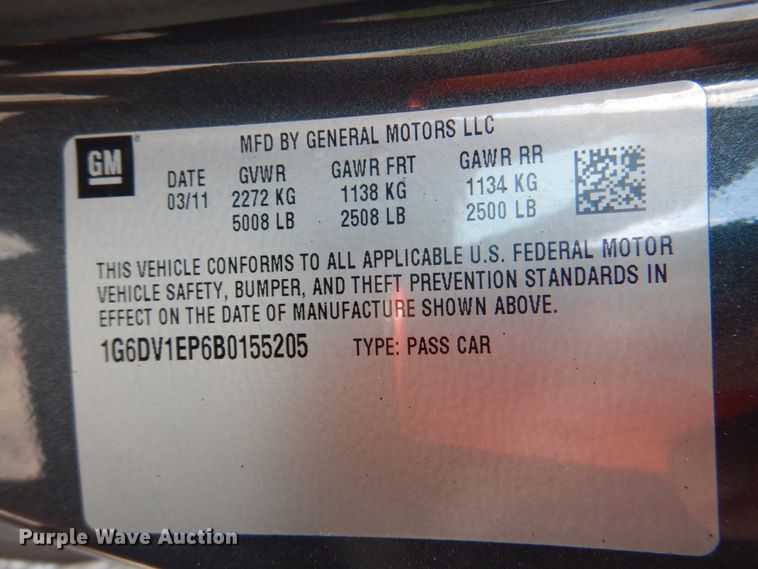 GM
MFD BY GENERAL MOTORS LLC
DATE GVWR GAWR FRT GAWR RR
03/11 2272 KG 1138 KG 1134 KG
5008 LB 2508 LB 2500 LB
THIS VEHICLE CONFORMS TO ALL APPLICABLE U.S. FEDERAL MOTOR
VEHICLE SAFETY, BUMPER, AND THEFT PREVENTION STANDARDS IN
EFFECT ON THE DATE OF MANUFACTURE SHOWN ABOVE.
1G6DV1EP6B0155205 TYPE: PASS CAR
Purple Wave Auction